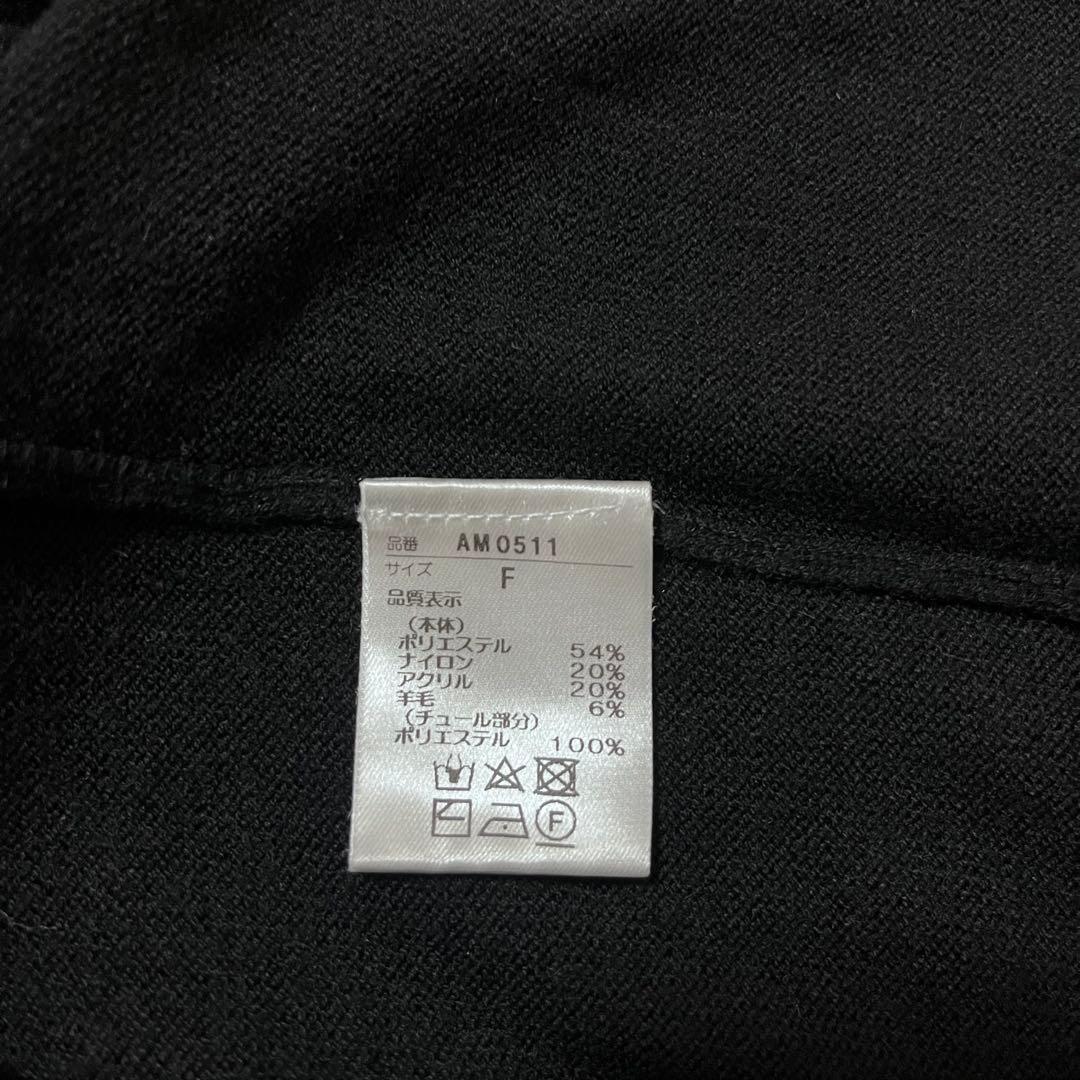 品番 AM0511
サイズ F
品質表示
(本体)
ポリエステル 54%
ナイロン 20%
アクリル 20%
羊毛 6%
(チュール部分)
ポリエステル 100%
F